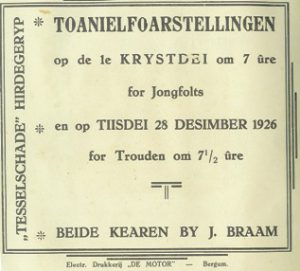 „TESSELSCHADE" HIRDEGERYP
TOANIELFOARSTELLINGEN
op de 1e KRYSTDEI om 7 ûre
for Jongfolts
en op TIISDEI 28 DESIMBER 1926
for Trouden om 7½ ûre
BEIDE KEAREN BY J. BRAAM
Electr. Drukkerij „DE MOTOR" — Bergum.